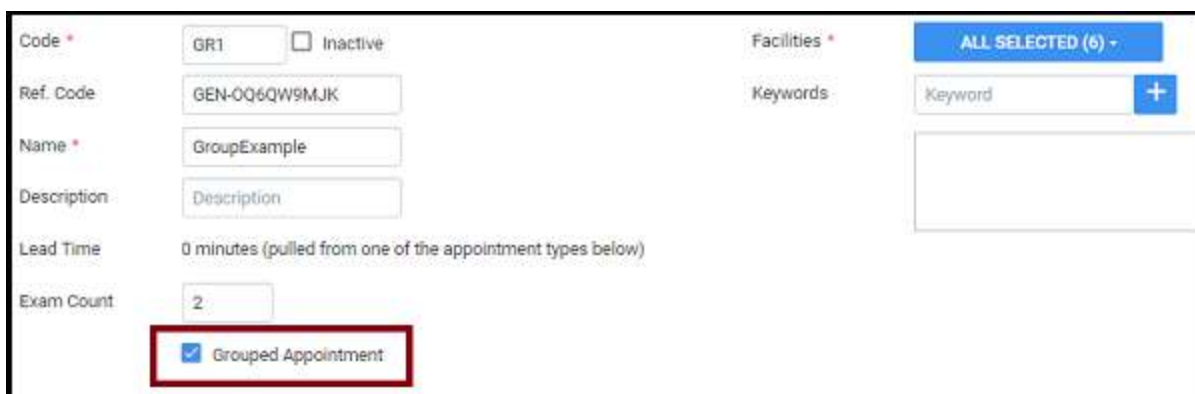 Code * GR1 Inactive Facilities * ALL SELECTED (6)
Ref. Code GEN-OQ6QW9MJK Keywords Keyword +
Name * GroupExample
Description Description
Lead Time 0 minutes (pulled from one of the appointment types below)
Exam Count 2
Grouped Appointment